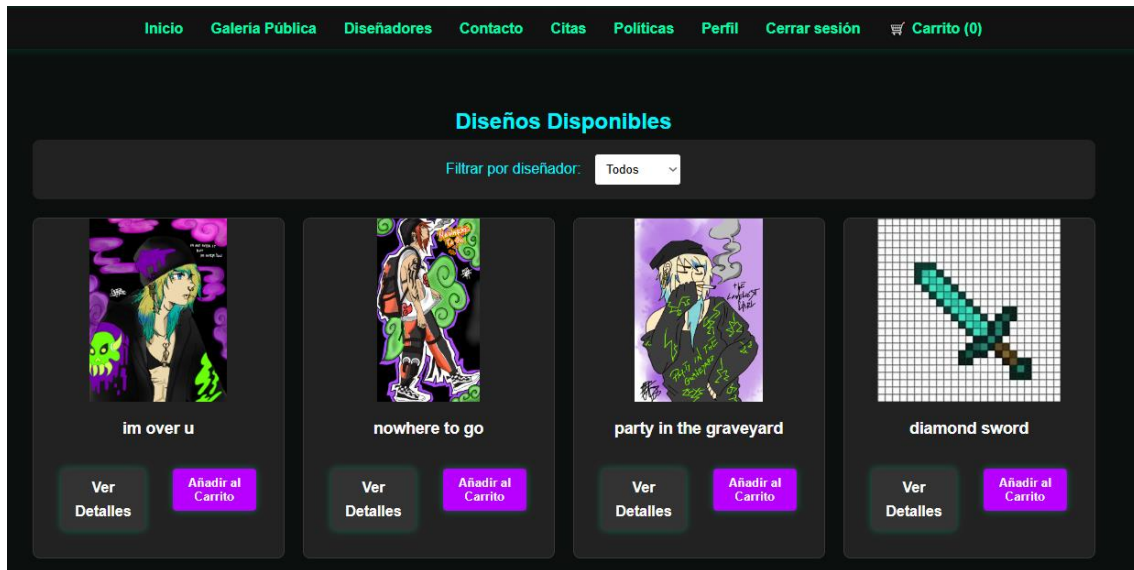 Inicio Galería Pública Diseñadores Contacto Citas Políticas Perfil Cerrar sesión Carrito (0)
Diseños Disponibles
Filtrar por diseñador: Todos
im over u
nowhere to go
party in the graveyard
diamond sword
Ver Detalles
Añadir al Carrito
Ver Detalles
Añadir al Carrito
Ver Detalles
Añadir al Carrito
Ver Detalles
Añadir al Carrito